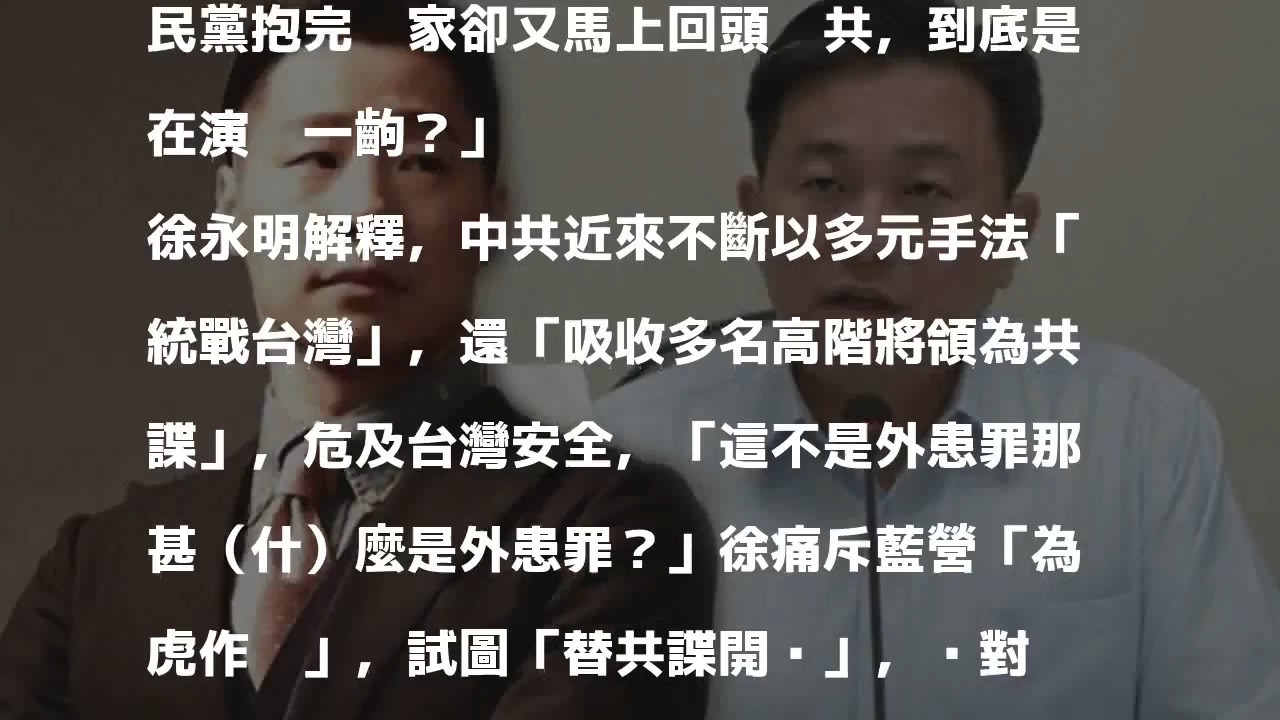 民黨抱完　家卻又馬上回頭　共，到底是
在演　一齣？」
徐永明解釋，中共近來不斷以多元手法「
統戰台灣」，還「吸收多名高階將領為共
諜」，危及台灣安全，「這不是外患罪那
甚（什）麼是外患罪？」徐痛斥藍營「為
虎作　」，試圖「替共諜開·」，·對